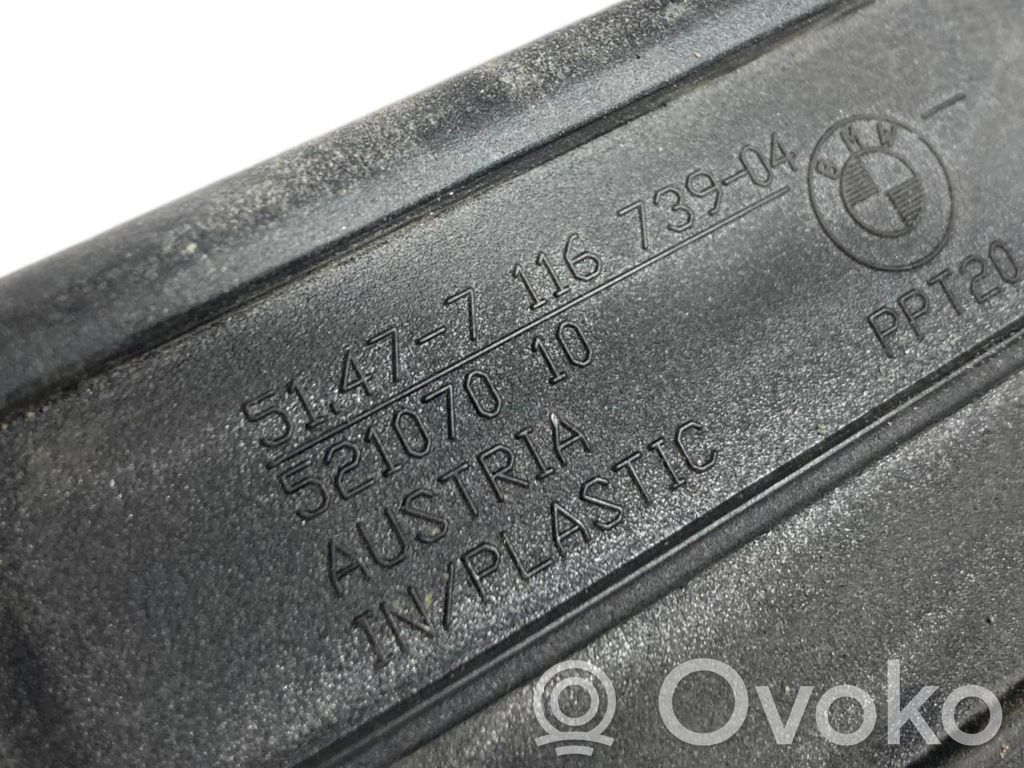 51.47-7 116 739-04
BMW
521070 10
PPT20
AUSTRIA
IN/PLASTIC
Ovoko